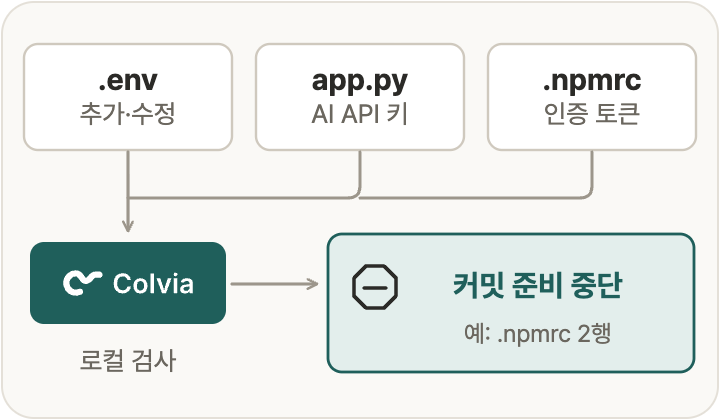 .env
추가·수정
app.py
AI API 키
.npmrc
인증 토큰
Colvia
로컬 검사
커밋 준비 중단
예: .npmrc 2행